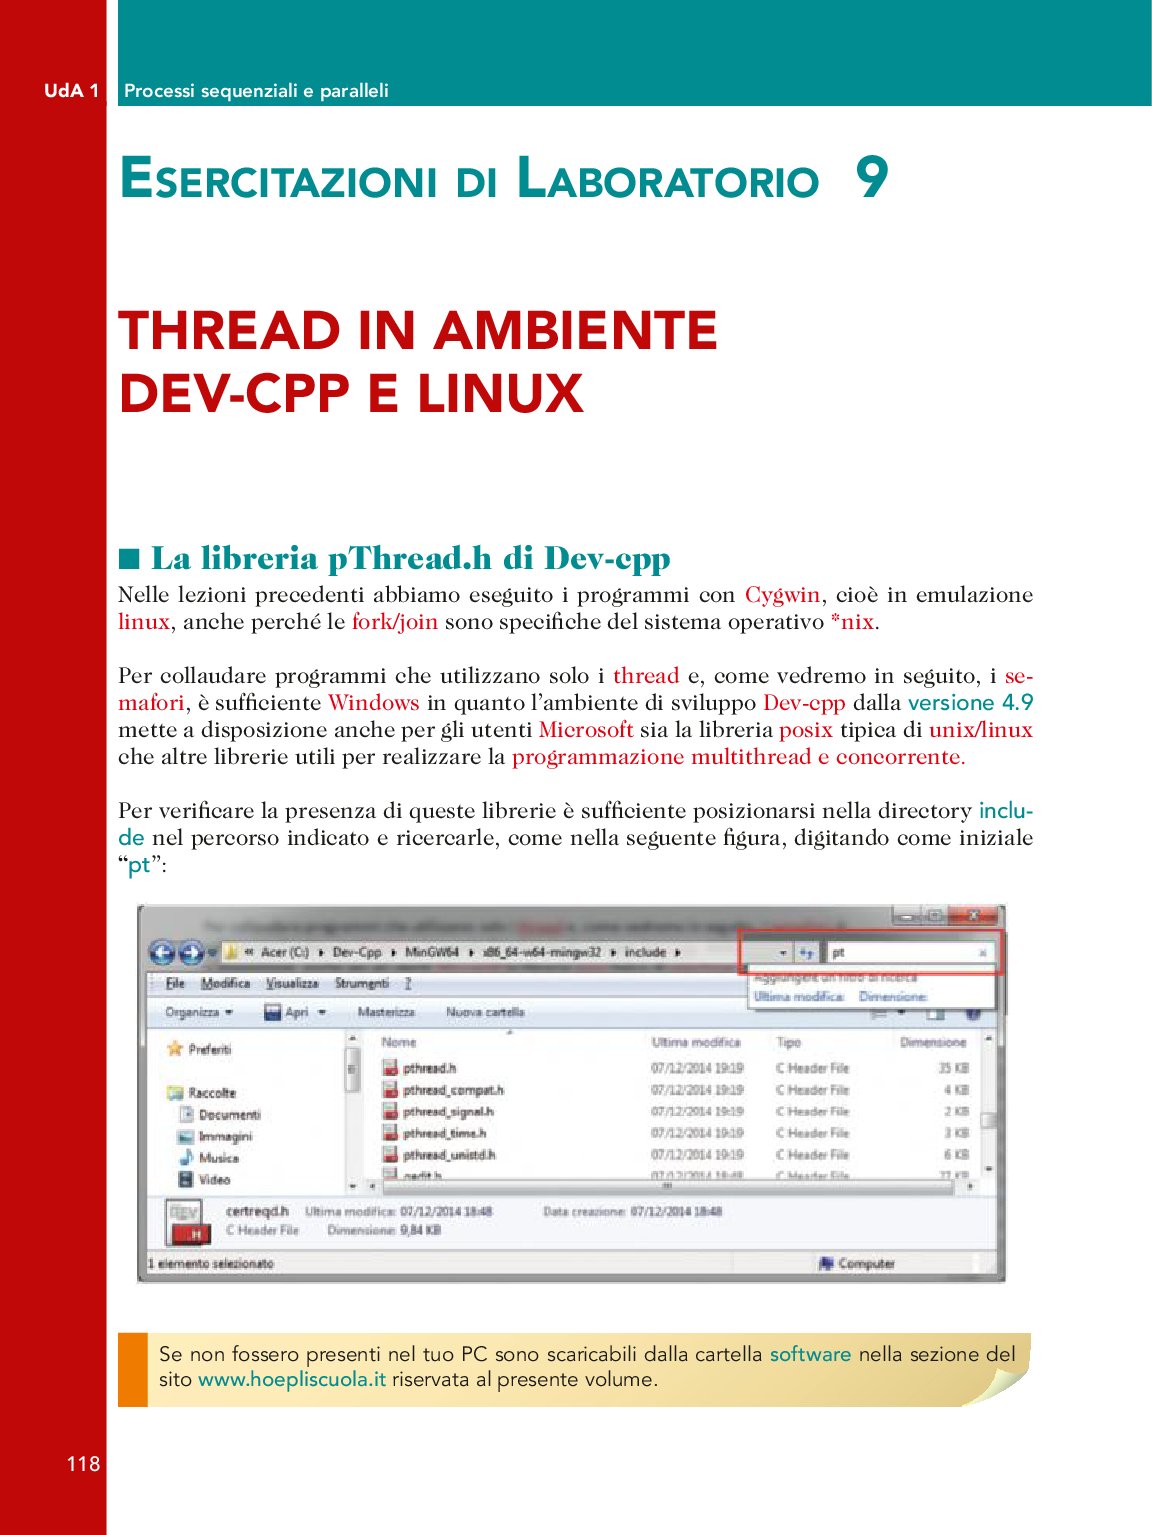 UdA 1 Processi sequenziali e paralleli
ESERCITAZIONI DI LABORATORIO 9
THREAD IN AMBIENTE
DEV-CPP E LINUX
■ La libreria pThread.h di Dev-cpp
Nelle lezioni precedenti abbiamo eseguito i programmi con Cygwin, cioè in emulazione
linux, anche perché le fork/join sono specifiche del sistema operativo *nix.
Per collaudare programmi che utilizzano solo i thread e, come vedremo in seguito, i se-
mafori, è sufficiente Windows in quanto l’ambiente di sviluppo Dev-cpp dalla versione 4.9
mette a disposizione anche per gli utenti Microsoft sia la libreria posix tipica di unix/linux
che altre librerie utili per realizzare la programmazione multithread e concorrente.
Per verificare la presenza di queste librerie è sufficiente posizionarsi nella directory inclu-
de nel percorso indicato e ricercarle, come nella seguente figura, digitando come iniziale
“pt”:
« Acer (C:) ▸ Dev-Cpp ▸ MinGW64 ▸ x86_64-w64-mingw32 ▸ include ▸ pt
Aggiungere un filtro di ricerca
File Modifica Visualizza Strumenti ?
Ultima modifica: Dimensione:
Organizza Apri Masterizza Nuova cartella
Nome Ultima modifica Tipo Dimensione
Preferiti
pthread.h 07/12/2014 19:19 C Header File 35 KB
Raccolte
pthread_compat.h 07/12/2014 19:19 C Header File 4 KB
Documenti
pthread_signal.h 07/12/2014 19:19 C Header File 2 KB
Immagini
pthread_time.h 07/12/2014 19:19 C Header File 3 KB
Musica
pthread_unistd.h 07/12/2014 19:19 C Header File 6 KB
Video
07/12/2014 18:48 C Header File
certreqd.h Ultima modifica: 07/12/2014 18:48 Data creazione: 07/12/2014 18:48
C Header File Dimensione: 9,84 KB
1 elemento selezionato Computer
Se non fossero presenti nel tuo PC sono scaricabili dalla cartella software nella sezione del
sito www.hoepliscuola.it riservata al presente volume.
118